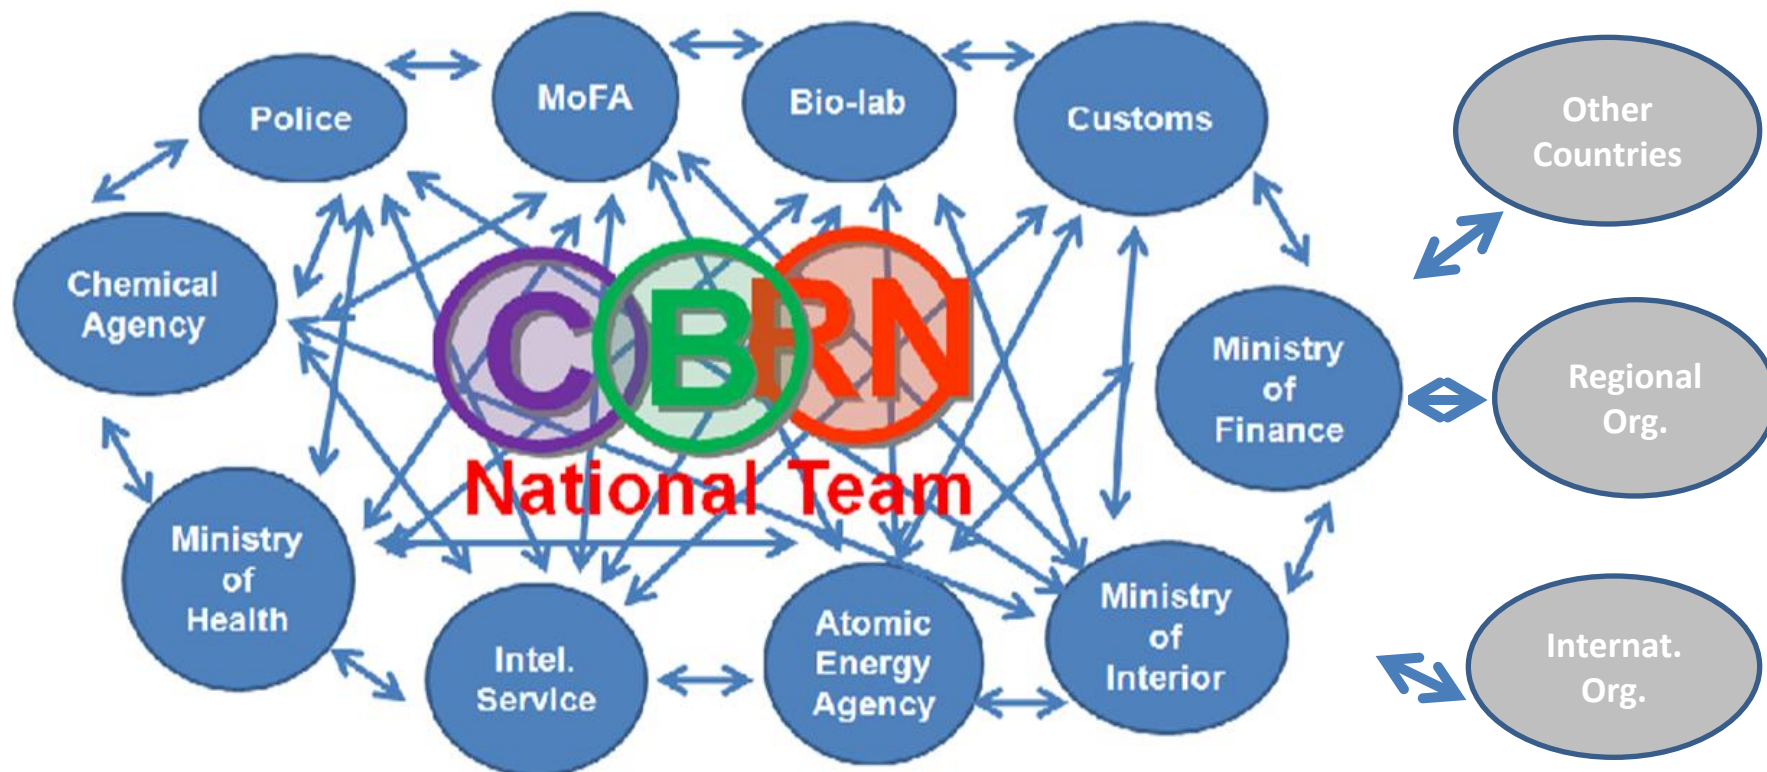 Police
MoFA
Bio-lab
Customs
Other
Countries
Chemical
Agency
CBRN
National Team
Ministry
of
Finance
Regional
Org.
Ministry
of
Health
Intel.
Service
Atomic
Energy
Agency
Ministry
of
Interior
Internat.
Org.